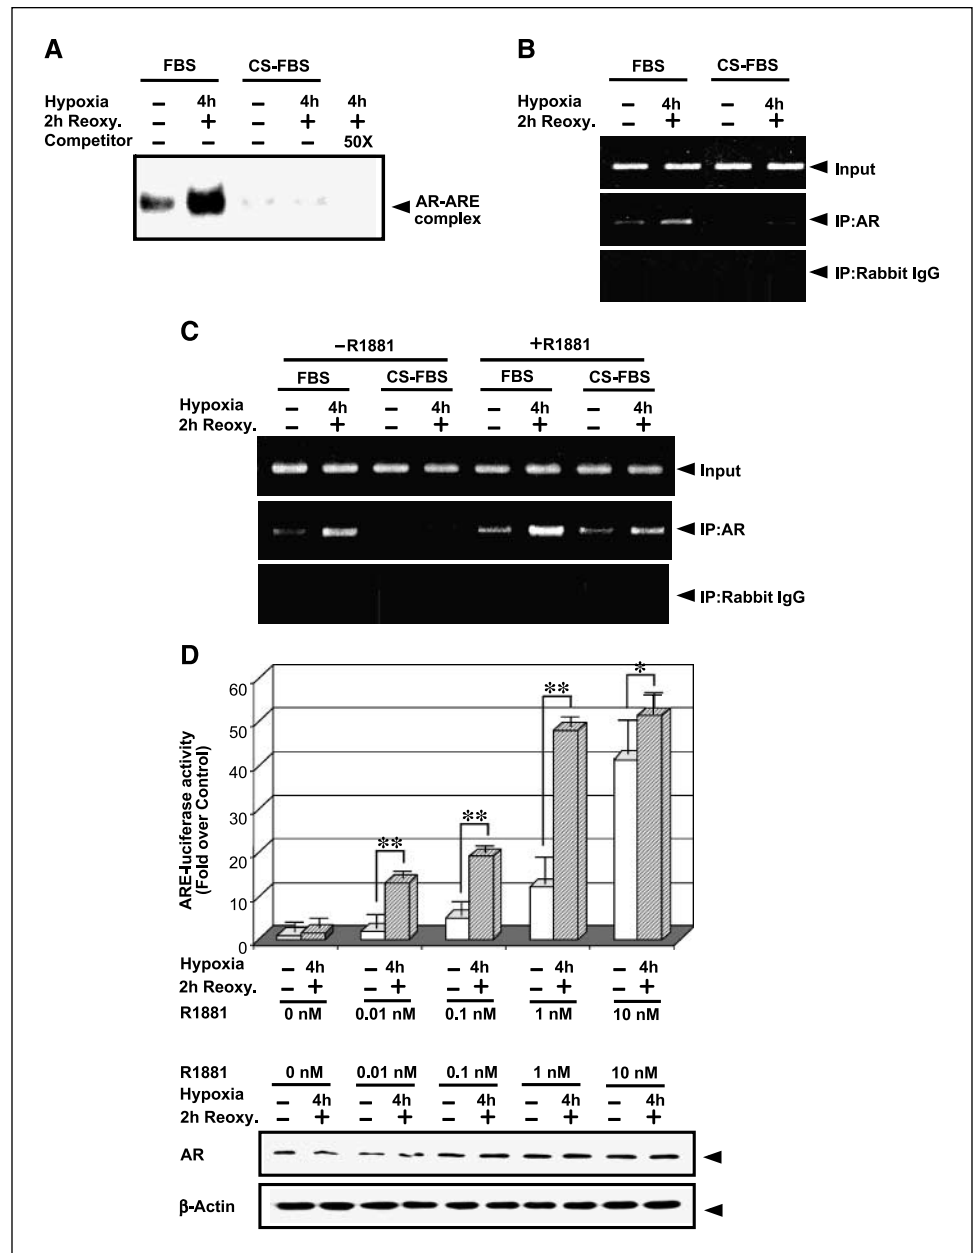 A
FBS CS-FBS
Hypoxia – 4h – 4h 4h
2h Reoxy. – + – + +
Competitor – – – – 50X
AR-ARE
complex
B
FBS CS-FBS
Hypoxia – 4h – 4h
2h Reoxy. – + – +
Input
IP:AR
IP:Rabbit IgG
C
–R1881 +R1881
FBS CS-FBS FBS CS-FBS
Hypoxia – 4h – 4h – 4h – 4h
2h Reoxy. – + – + – + – +
Input
IP:AR
IP:Rabbit IgG
D
ARE-luciferase activity
(Fold over Control)
60
50
40
30
20
10
0
** ** ** *
Hypoxia – 4h – 4h – 4h – 4h – 4h
2h Reoxy. – + – + – + – + – +
R1881 0 nM 0.01 nM 0.1 nM 1 nM 10 nM
R1881 0 nM 0.01 nM 0.1 nM 1 nM 10 nM
Hypoxia – 4h – 4h – 4h – 4h – 4h
2h Reoxy. – + – + – + – + – +
AR
β-Actin